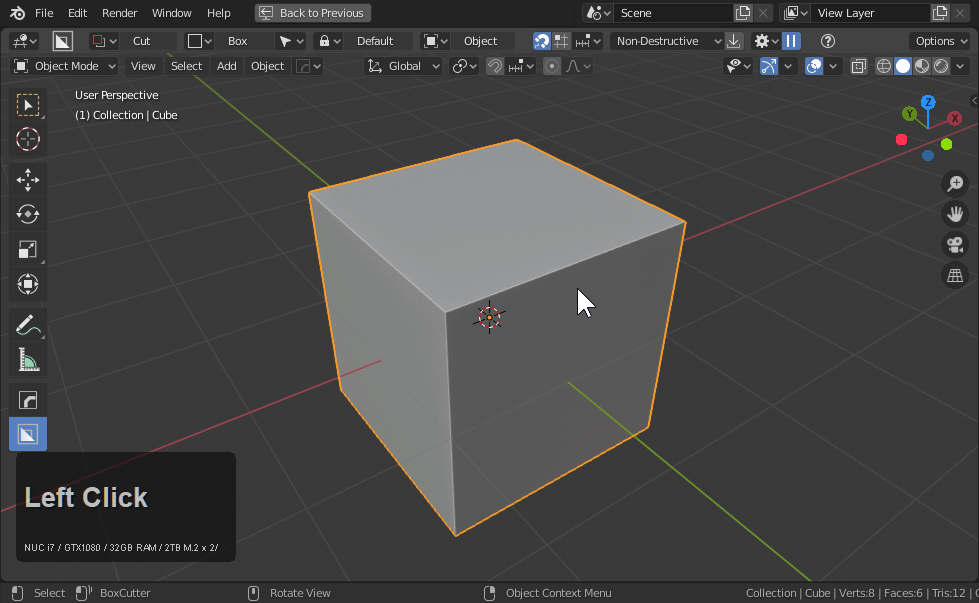 File Edit Render Window Help Back to Previous Scene View Layer
Cut Box Default Object Non-Destructive Options
Object Mode View Select Add Object Global
User Perspective
(1) Collection | Cube
Z
Y
X
Left Click
NUC i7 / GTX1080 / 32GB RAM / 2TB M.2 x 2/
Select BoxCutter Rotate View Object Context Menu Collection | Cube | Verts:8 | Faces:6 | Tris:12 |